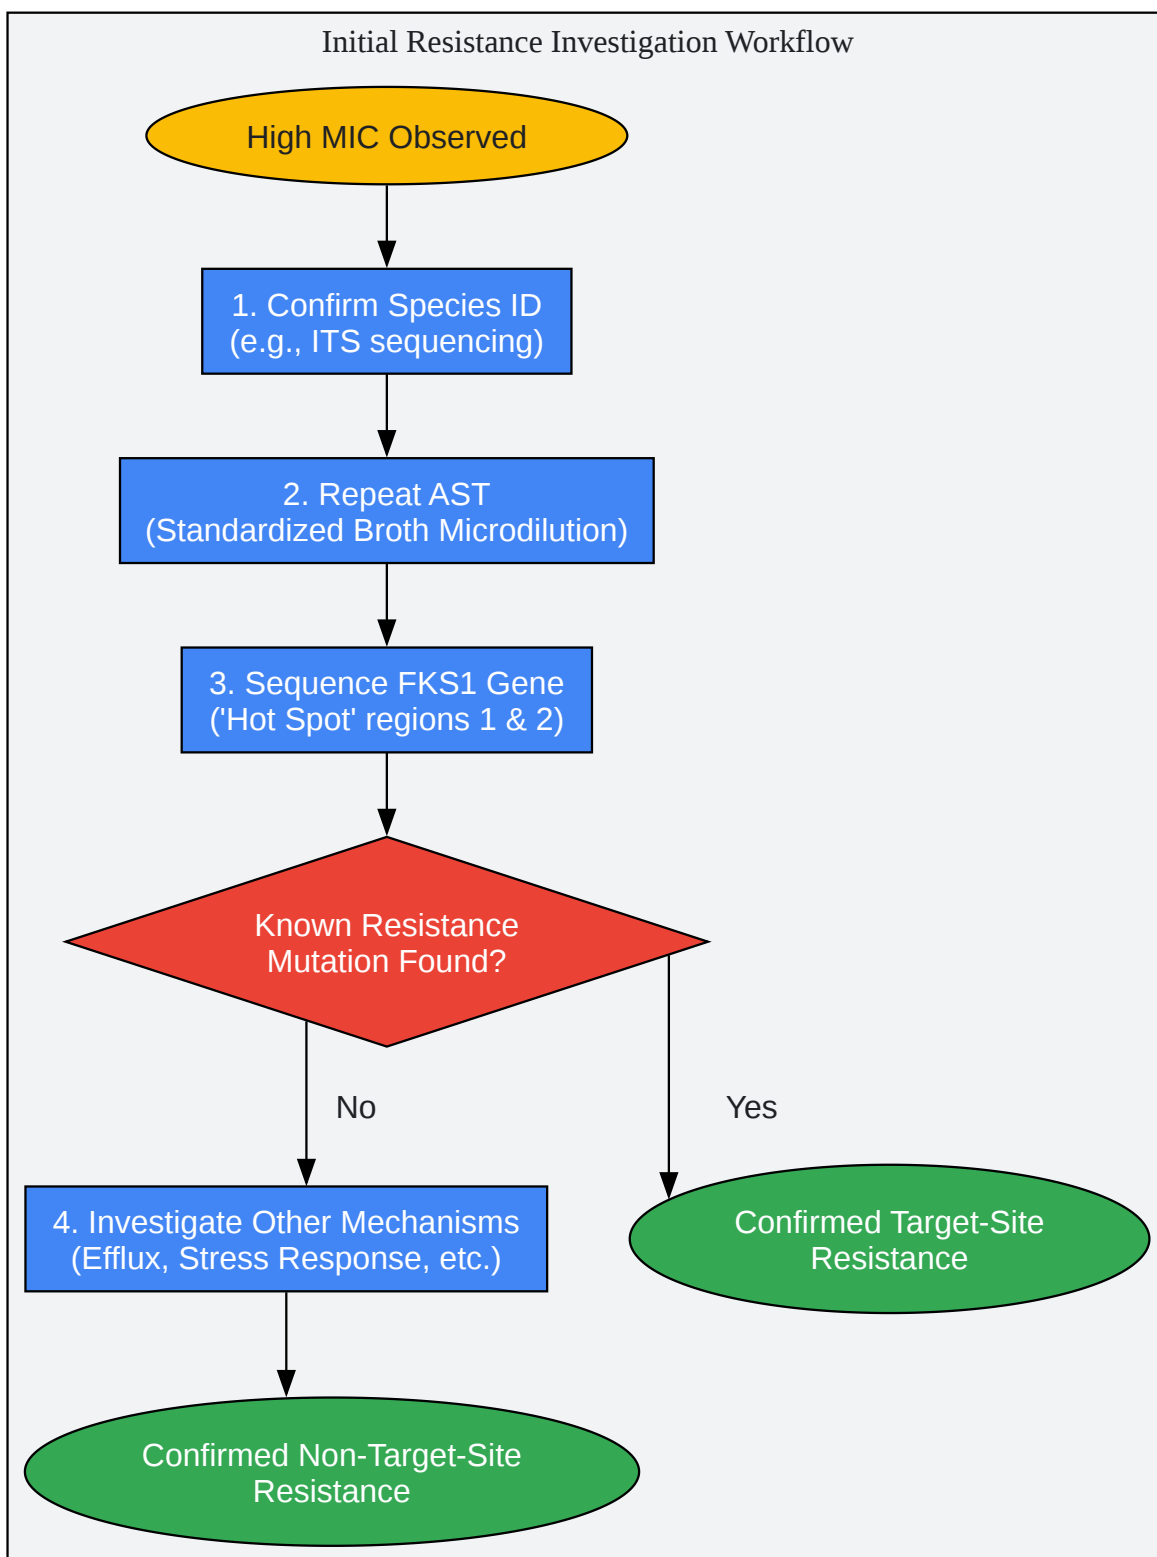 Initial Resistance Investigation Workflow
High MIC Observed
1. Confirm Species ID
(e.g., ITS sequencing)
2. Repeat AST
(Standardized Broth Microdilution)
3. Sequence FKS1 Gene
('Hot Spot' regions 1 & 2)
Known Resistance
Mutation Found?
No
Yes
4. Investigate Other Mechanisms
(Efflux, Stress Response, etc.)
Confirmed Target-Site
Resistance
Confirmed Non-Target-Site
Resistance